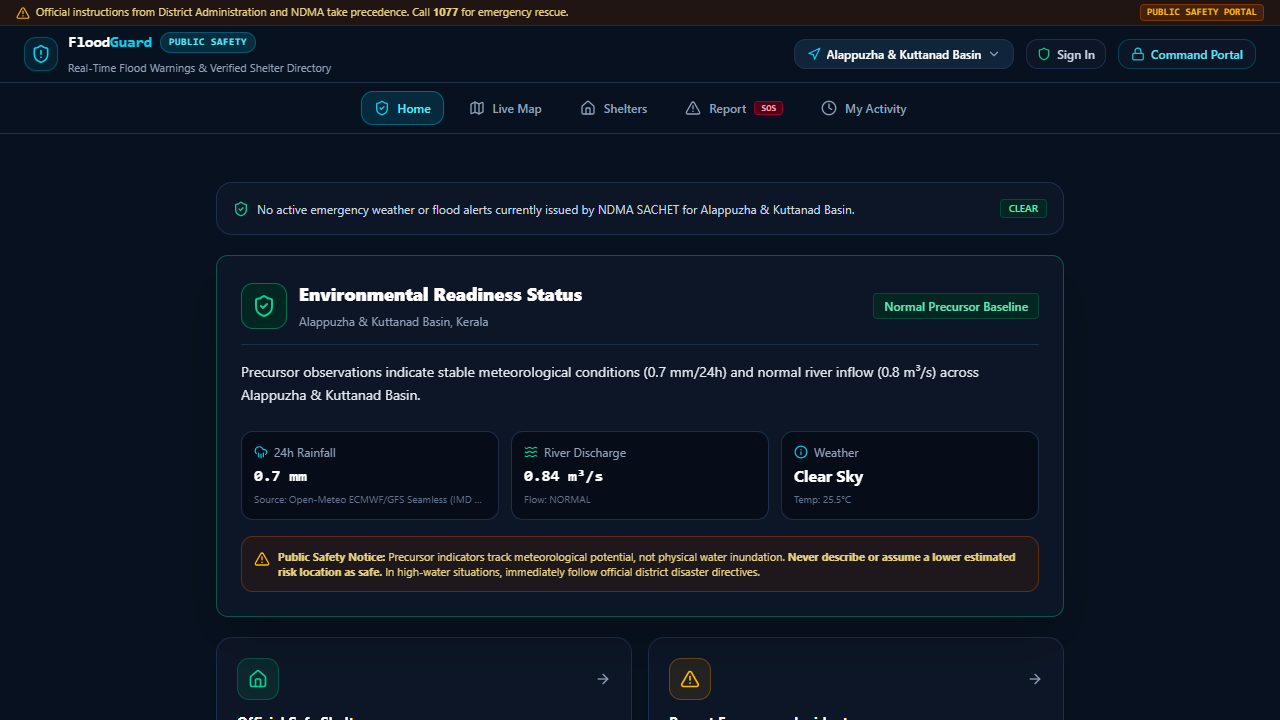 Official instructions from District Administration and NDMA take precedence. Call 1077 for emergency rescue.
PUBLIC SAFETY PORTAL
FloodGuard PUBLIC SAFETY
Real-Time Flood Warnings & Verified Shelter Directory
Alappuzha & Kuttanad Basin
Sign In
Command Portal
Home
Live Map
Shelters
Report SOS
My Activity
No active emergency weather or flood alerts currently issued by NDMA SACHET for Alappuzha & Kuttanad Basin.
CLEAR
Environmental Readiness Status
Alappuzha & Kuttanad Basin, Kerala
Normal Precursor Baseline
Precursor observations indicate stable meteorological conditions (0.7 mm/24h) and normal river inflow (0.8 m³/s) across
Alappuzha & Kuttanad Basin.
24h Rainfall
0.7 mm
Source: Open-Meteo ECMWF/GFS Seamless (IMD ...
River Discharge
0.84 m³/s
Flow: NORMAL
Weather
Clear Sky
Temp: 25.5°C
Public Safety Notice: Precursor indicators track meteorological potential, not physical water inundation. Never describe or assume a lower estimated
risk location as safe. In high-water situations, immediately follow official district disaster directives.